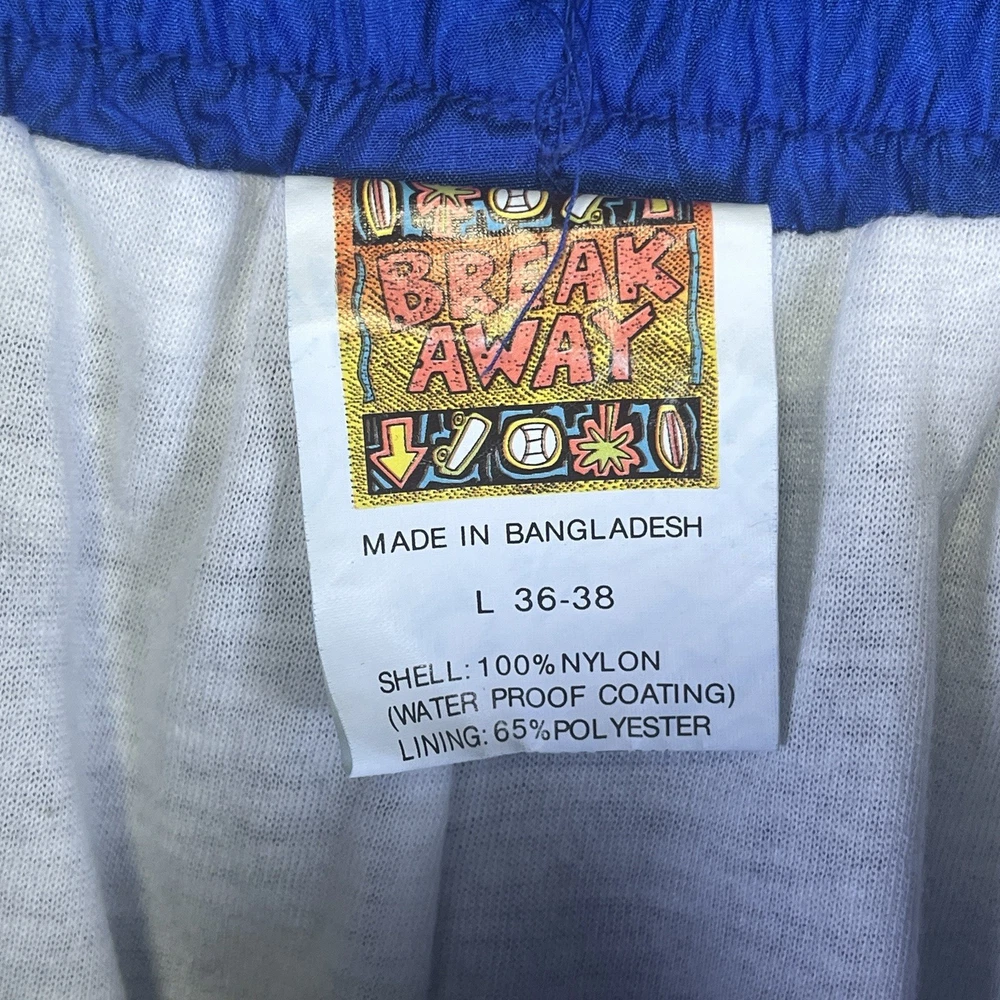 BREAK
AWAY
MADE IN BANGLADESH
L 36-38
SHELL: 100% NYLON
(WATER PROOF COATING)
LINING: 65% POLYESTER